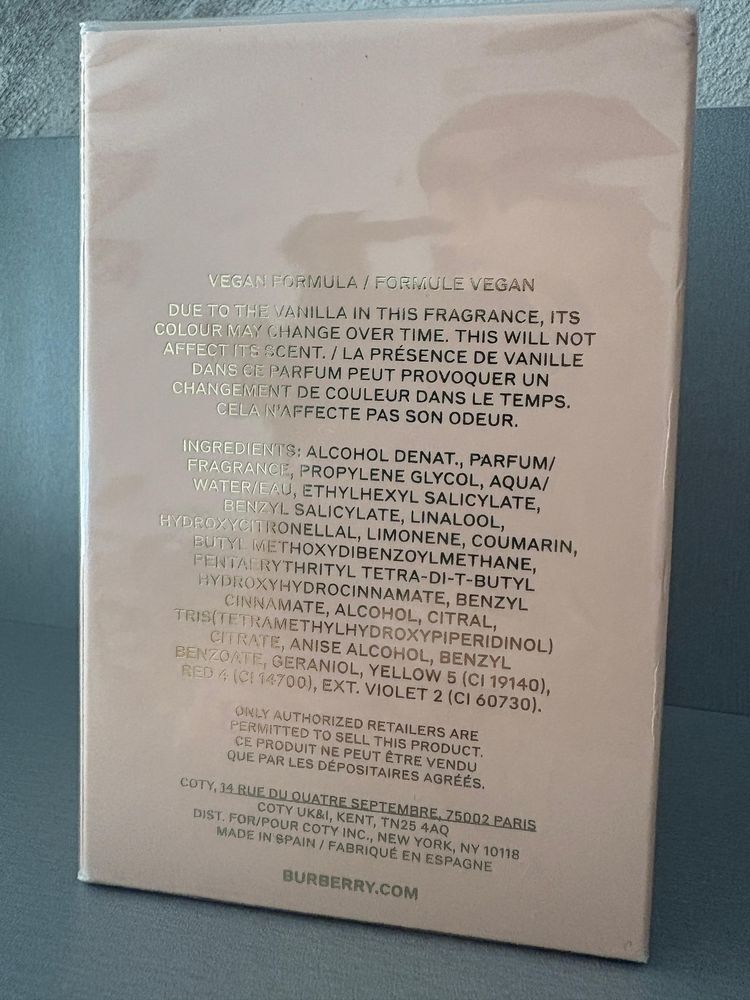 VEGAN FORMULA / FORMULE VEGAN
DUE TO THE VANILLA IN THIS FRAGRANCE, ITS
COLOUR MAY CHANGE OVER TIME. THIS WILL NOT
AFFECT ITS SCENT. / LA PRÉSENCE DE VANILLE
DANS CE PARFUM PEUT PROVOQUER UN
CHANGEMENT DE COULEUR DANS LE TEMPS.
CELA N'AFFECTE PAS SON ODEUR.
INGREDIENTS: ALCOHOL DENAT., PARFUM/
FRAGRANCE, PROPYLENE GLYCOL, AQUA/
WATER/EAU, ETHYLHEXYL SALICYLATE,
BENZYL SALICYLATE, LINALOOL,
HYDROXYCITRONELLAL, LIMONENE, COUMARIN,
BUTYL METHOXYDIBENZOYLMETHANE,
PENTAERYTHRITYL TETRA-DI-T-BUTYL
HYDROXYHYDROCINNAMATE, BENZYL
CINNAMATE, ALCOHOL, CITRAL,
TRIS(TETRAMETHYLHYDROXYPIPERIDINOL)
CITRATE, ANISE ALCOHOL, BENZYL
BENZOATE, GERANIOL, YELLOW 5 (CI 19140),
RED 4 (CI 14700), EXT. VIOLET 2 (CI 60730).
ONLY AUTHORIZED RETAILERS ARE
PERMITTED TO SELL THIS PRODUCT.
CE PRODUIT NE PEUT ÊTRE VENDU
QUE PAR LES DÉPOSITAIRES AGRÉÉS.
COTY, 14 RUE DU QUATRE SEPTEMBRE, 75002 PARIS
COTY UK&I, KENT, TN25 4AQ
DIST. FOR/POUR COTY INC., NEW YORK, NY 10118
MADE IN SPAIN / FABRIQUÉ EN ESPAGNE
BURBERRY.COM